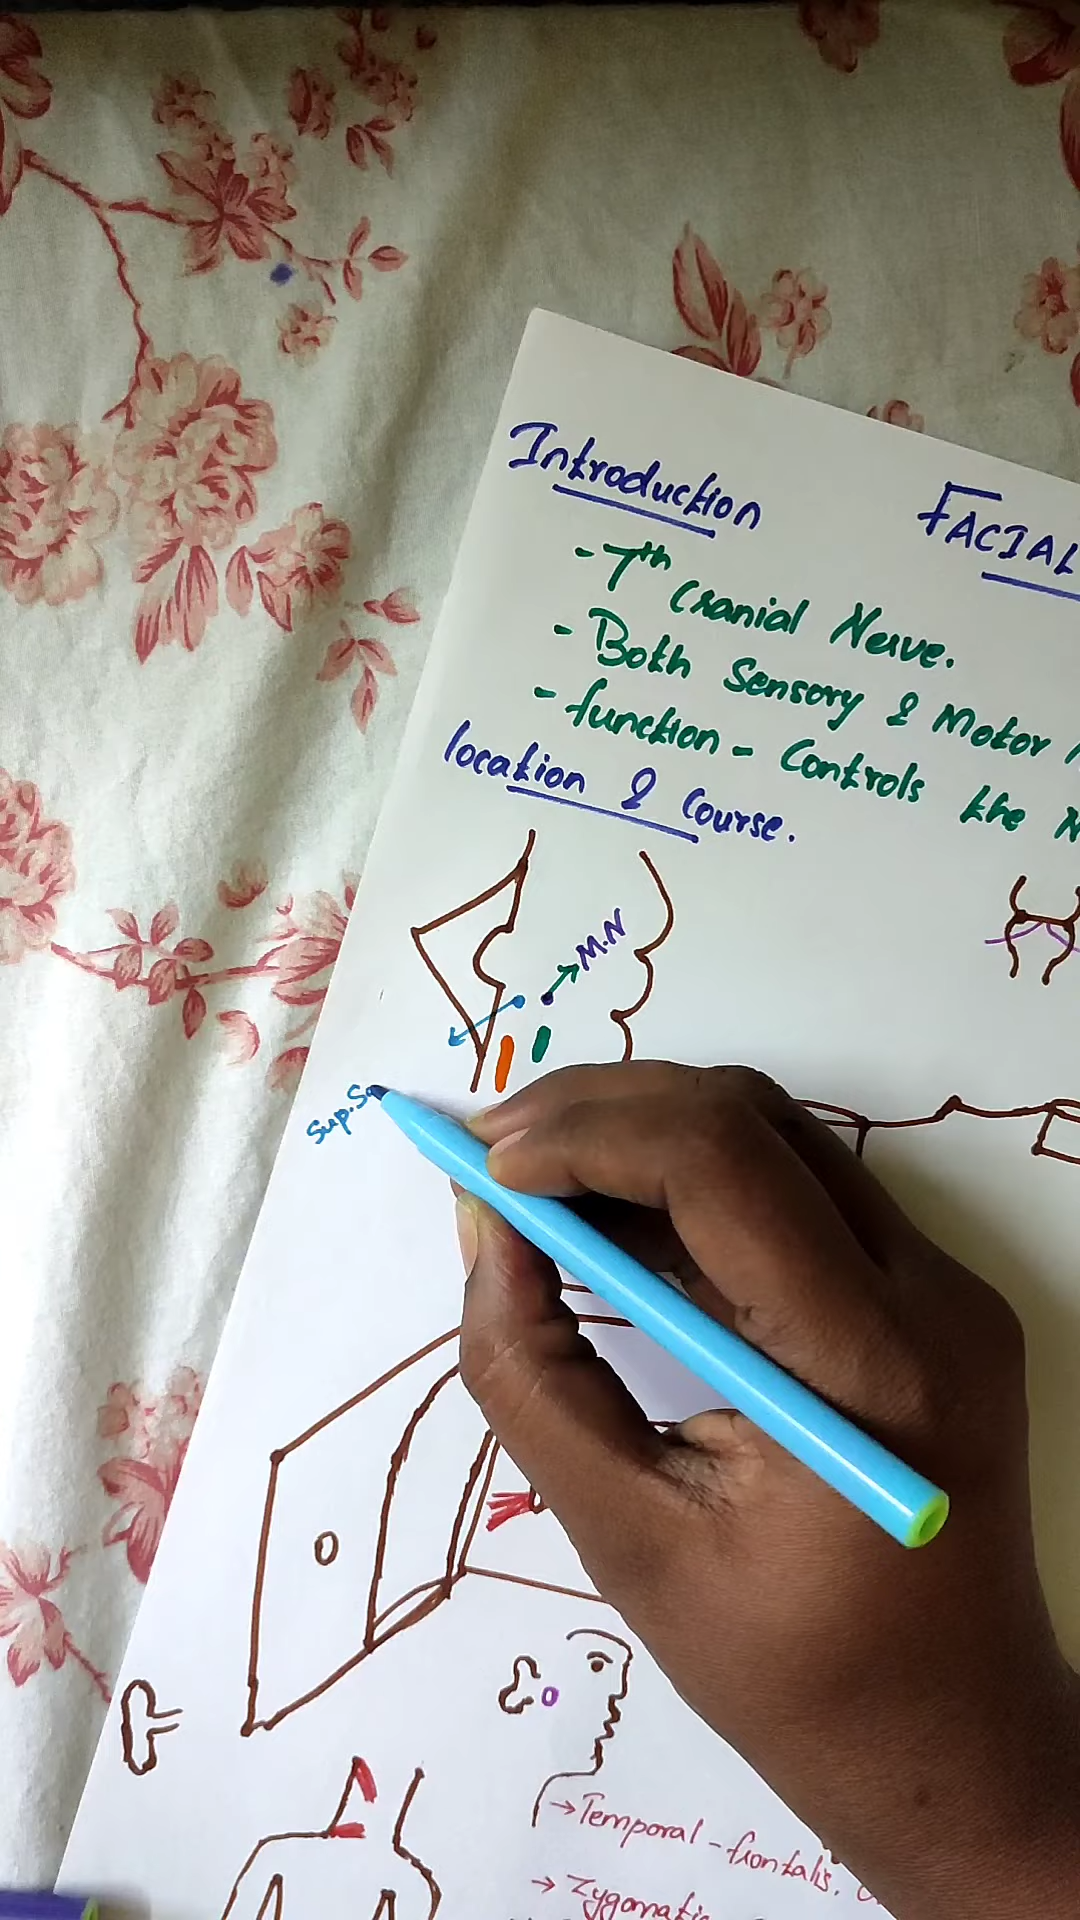 Introduction
FACIAL
- 7th Cranial Nerve.
- Both Sensory & Motor
- function - Controls the
location & Course.
M.N
Sup.
→ Temporal - frontalis.
→ Zygomatic